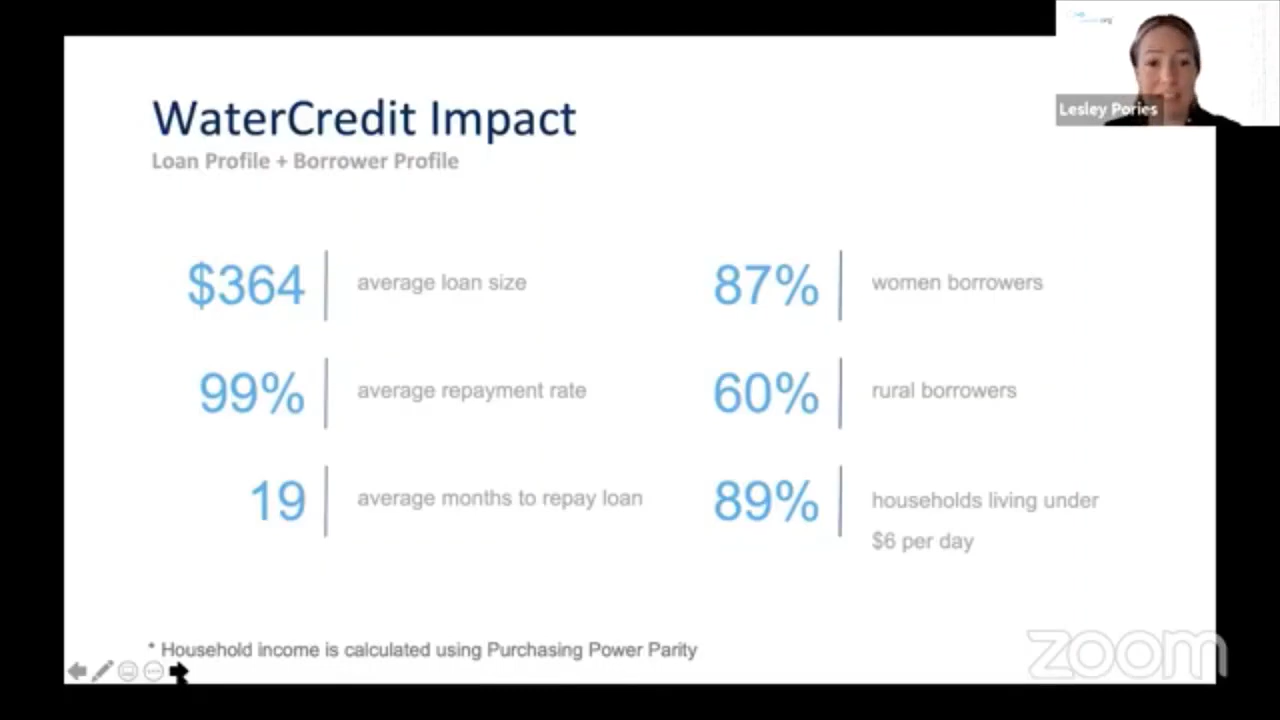 WaterCredit Impact
Loan Profile + Borrower Profile
Lesley Pories
$364
average loan size
99%
average repayment rate
19
average months to repay loan
87%
women borrowers
60%
rural borrowers
89%
households living under
$6 per day
* Household income is calculated using Purchasing Power Parity
zoom